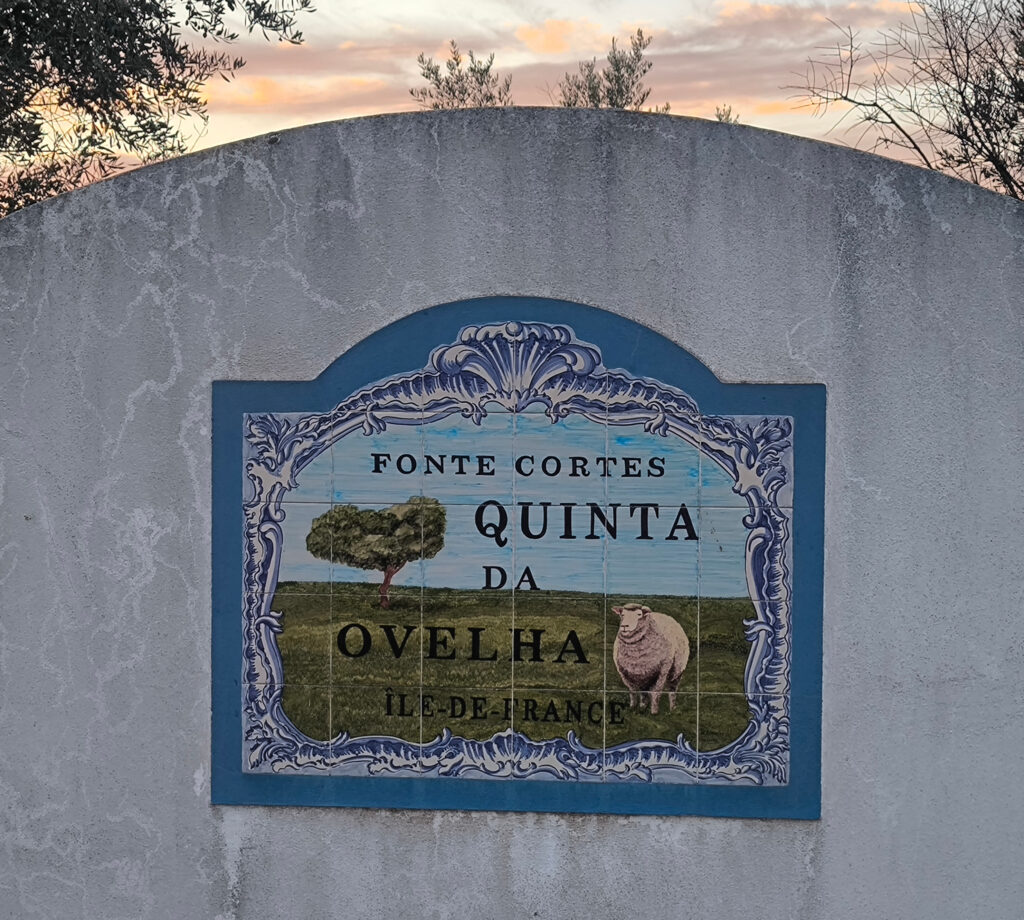 FONTE CORTES
QUINTA
DA
OVELHA
ÎLE-DE-FRANCE